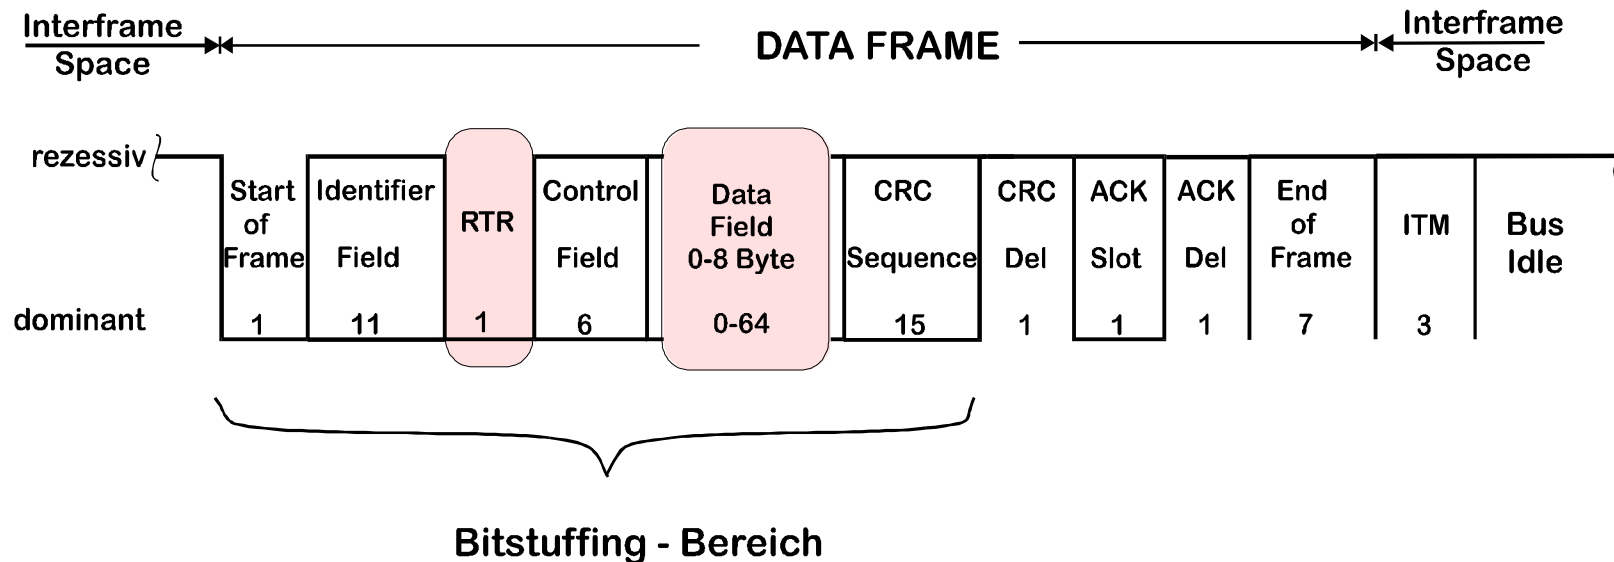 Interframe
Space
DATA FRAME
Interframe
Space
rezessiv
dominant
Start
of
Frame
1
Identifier
Field
11
RTR
1
Control
Field
6
Data
Field
0-8 Byte
0-64
CRC
Sequence
15
CRC
Del
1
ACK
Slot
1
ACK
Del
1
End
of
Frame
7
ITM
3
Bus
Idle
Bitstuffing - Bereich